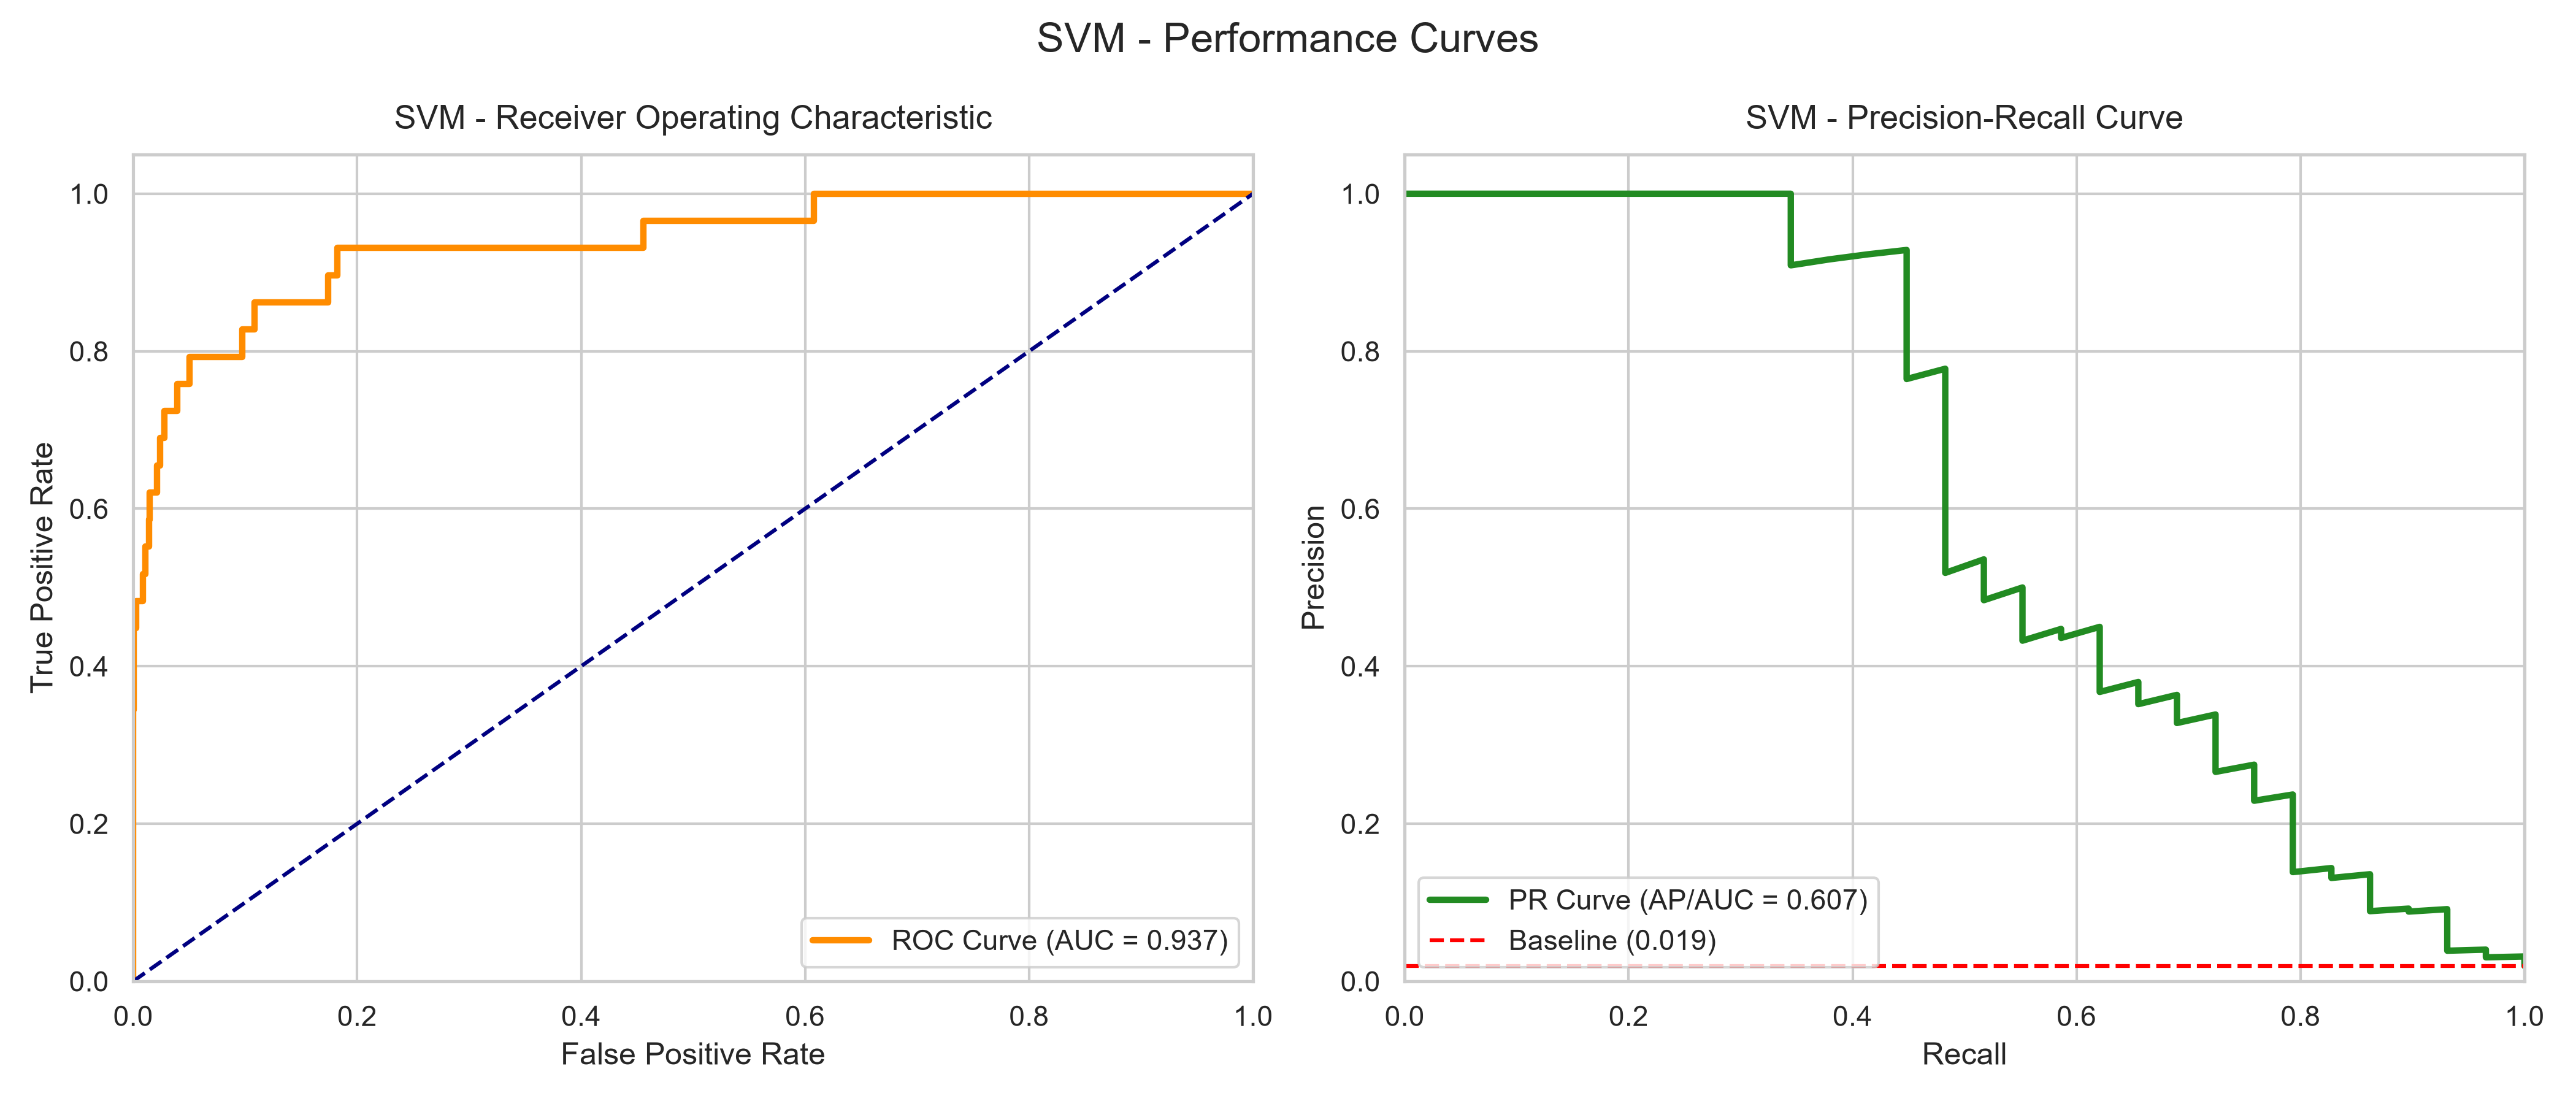 SVM - Performance Curves
SVM - Receiver Operating Characteristic
1.0
0.8
0.6
0.4
0.2
0.0
True Positive Rate
0.0 0.2 0.4 0.6 0.8 1.0
False Positive Rate
ROC Curve (AUC = 0.937)
SVM - Precision-Recall Curve
1.0
0.8
0.6
0.4
0.2
0.0
Precision
0.0 0.2 0.4 0.6 0.8 1.0
Recall
PR Curve (AP/AUC = 0.607)
Baseline (0.019)